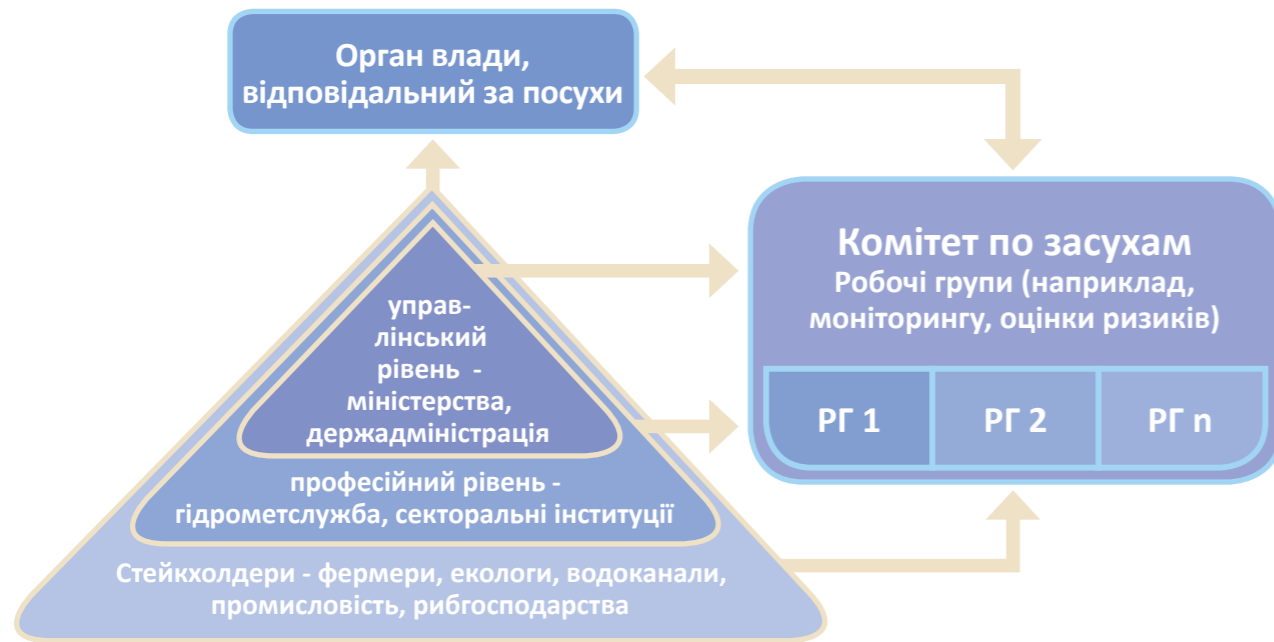 Орган влади,
відповідальний за посухи
Комітет по засухам
Робочі групи (наприклад,
моніторингу, оцінки ризиків)
РГ 1
РГ 2
РГ n
управ-
лінський
рівень -
міністерства,
держадміністрація
професійний рівень -
гідрометслужба, секторальні інституції
Стейкхолдери - фермери, екологи, водоканали,
промисловість, рибгосподарства